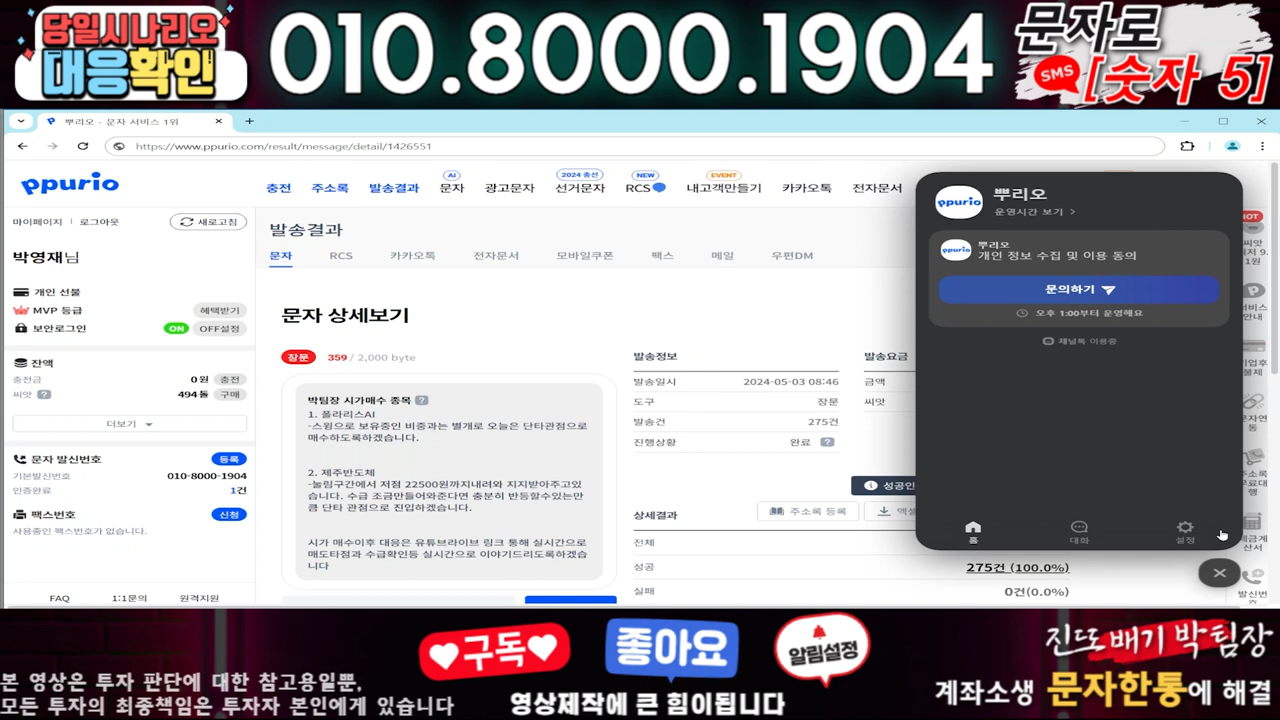 당일시나리오
대응확인
010.8000.1904
문자로
SMS
[숫자 5]
뿌리오 - 문자 서비스 1위
https://www.ppurio.com/result/message/detail/1426551
ppurio
충전
주소록
발송결과
AI
문자
광고문자
2024 총선
선거문자
NEW
RCS
EVENT
내고객만들기
카카오톡
전자문서
마이페이지 | 로그아웃
새로고침
박영재님
개인 선불
MVP 등급
혜택받기
보안로그인
ON
OFF설정
잔액
충전금
0원
충전
씨앗 ?
494톨
구매
더보기
문자 발신번호
등록
기본발신번호
010-8000-1904
인증완료
1건
팩스번호
신청
사용중인 팩스번호가 없습니다.
FAQ
1:1문의
원격지원
발송결과
문자
RCS
카카오톡
전자문서
모바일쿠폰
팩스
메일
우편DM
문자 상세보기
장문
359 / 2,000 byte
박팀장 시가매수 종목 ?
1. 폴라리스AI
-스윙으로 보유중인 비중과는 별개로 오늘은 단타관점으로
매수하도록하겠습니다.
2. 제주반도체
-눌림구간에서 저점 22500원까지내려와 지지받아주고있
습니다. 수급 조금만들어와준다면 충분히 반등할수있는만
큼 단타 관점으로 진입하겠습니다.
시가 매수이후 대응은 유튜브라이브 링크 통해 실시간으로
매도타점과 수급확인등 실시간으로 이야기드리도록하겠습
니다
발송정보
발송일시
2024-05-03 08:46
도구
장문
발송건
275건
진행상황
완료 ?
발송요금
금액
씨앗
성공인
상세결과
주소록 등록
전체
성공
275건 (100.0%)
실패
0건(0.0%)
ppurio
뿌리오
운영시간 보기 >
ppurio
뿌리오
개인 정보 수집 및 이용 동의
문의하기
오후 1:00부터 운영해요
채널톡 이용중
홈
대화
설정
구독
좋아요
알림설정
영상제작에 큰 힘이됩니다
본 영상은 투자 판단에 대한 참고용일뿐,
모든 투자의 최종책임은 투자자 본인에게 있습니다
진또배기 박팀장
계좌소생 문자한통에 해결